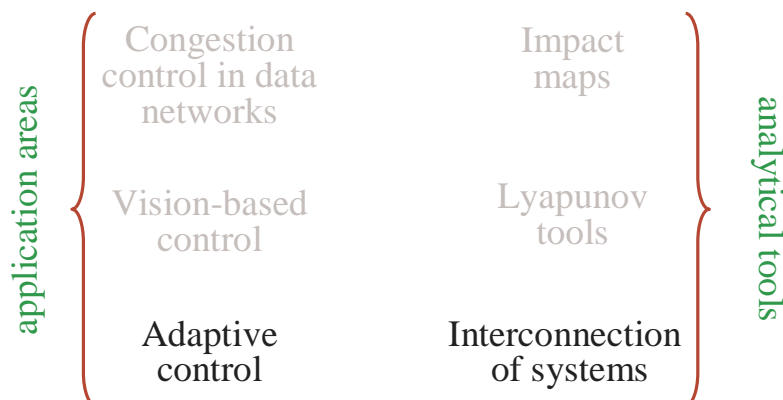 application areas
Congestion
control in data
networks
Vision-based
control
Adaptive
control
Impact
maps
Lyapunov
tools
Interconnection
of systems
analytical tools